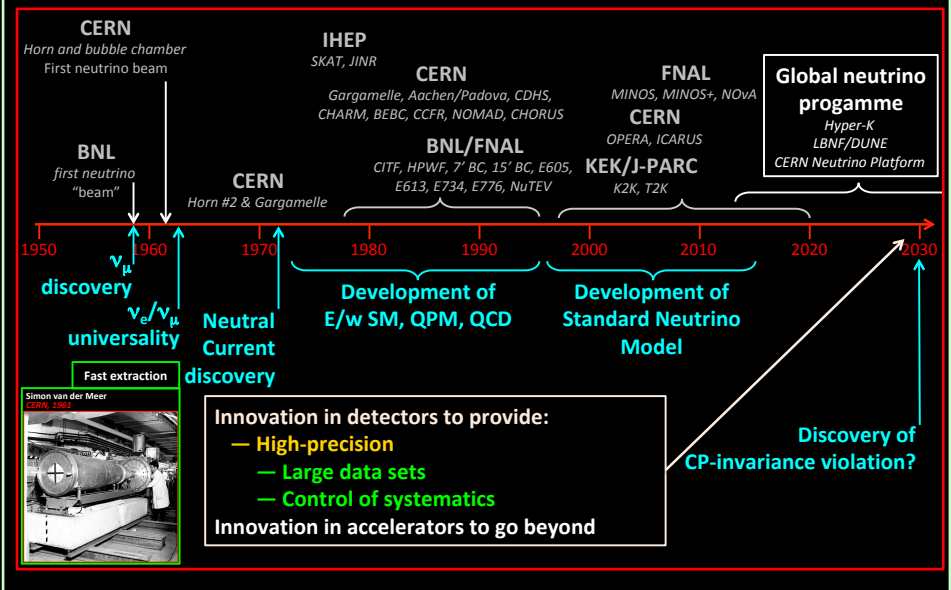 CERN
Horn and bubble chamber
First neutrino beam
BNL
first neutrino
“beam”
CERN
Horn #2 & Gargamelle
IHEP
SKAT, JINR
CERN
Gargamelle, Aachen/Padova, CDHS,
CHARM, BEBC, CCFR, NOMAD, CHORUS
BNL/FNAL
CITF, HPWF, 7’ BC, 15’ BC, E605,
E613, E734, E776, NuTEV
FNAL
MINOS, MINOS+, NOvA
CERN
OPERA, ICARUS
KEK/J-PARC
K2K, T2K
Global neutrino
progamme
Hyper-K
LBNF/DUNE
CERN Neutrino Platform
1950 1960 1970 1980 1990 2000 2010 2020 2030
νμ
discovery
νe/νμ
universality
Neutral
Current
discovery
Development of
E/w SM, QPM, QCD
Development of
Standard Neutrino
Model
Discovery of
CP-invariance violation?
Fast extraction
Simon van der Meer
CERN, 1961
Innovation in detectors to provide:
— High-precision
— Large data sets
— Control of systematics
Innovation in accelerators to go beyond